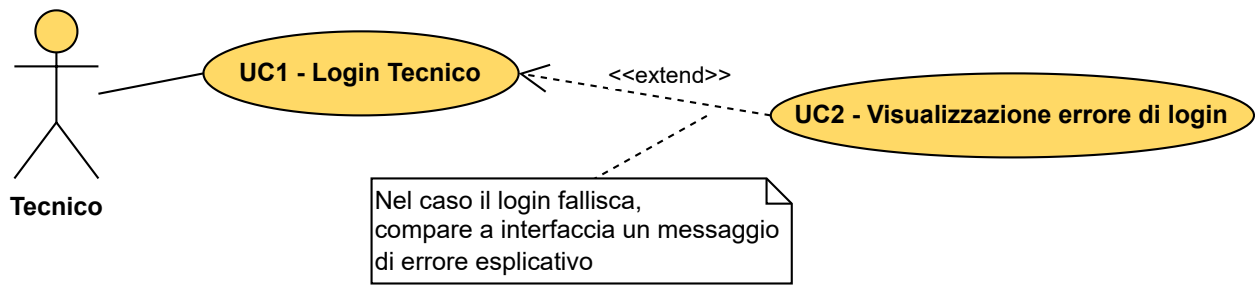 UC1 - Login Tecnico
<<extend>>
UC2 - Visualizzazione errore di login
Tecnico
Nel caso il login fallisca,
compare a interfaccia un messaggio
di errore esplicativo